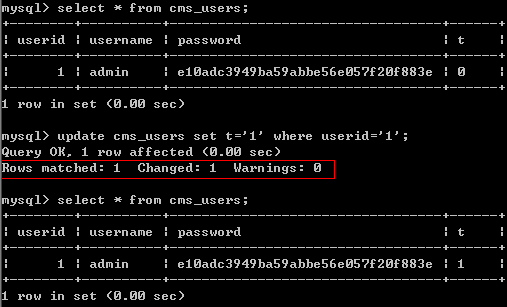 mysql> select * from cms_users;
+--------+----------+----------------------------------+------+
¦ userid ¦ username ¦ password                         ¦ t    ¦
+--------+----------+----------------------------------+------+
¦      1 ¦ admin    ¦ e10adc3949ba59abbe56e057f20f883e ¦ 0    ¦
+--------+----------+----------------------------------+------+
1 row in set (0.00 sec)
mysql> update cms_users set t='1' where userid='1';
Query OK, 1 row affected (0.00 sec)
Rows matched: 1  Changed: 1  Warnings: 0
mysql> select * from cms_users;
+--------+----------+----------------------------------+------+
¦ userid ¦ username ¦ password                         ¦ t    ¦
+--------+----------+----------------------------------+------+
¦      1 ¦ admin    ¦ e10adc3949ba59abbe56e057f20f883e ¦ 1    ¦
+--------+----------+----------------------------------+------+
1 row in set (0.00 sec)